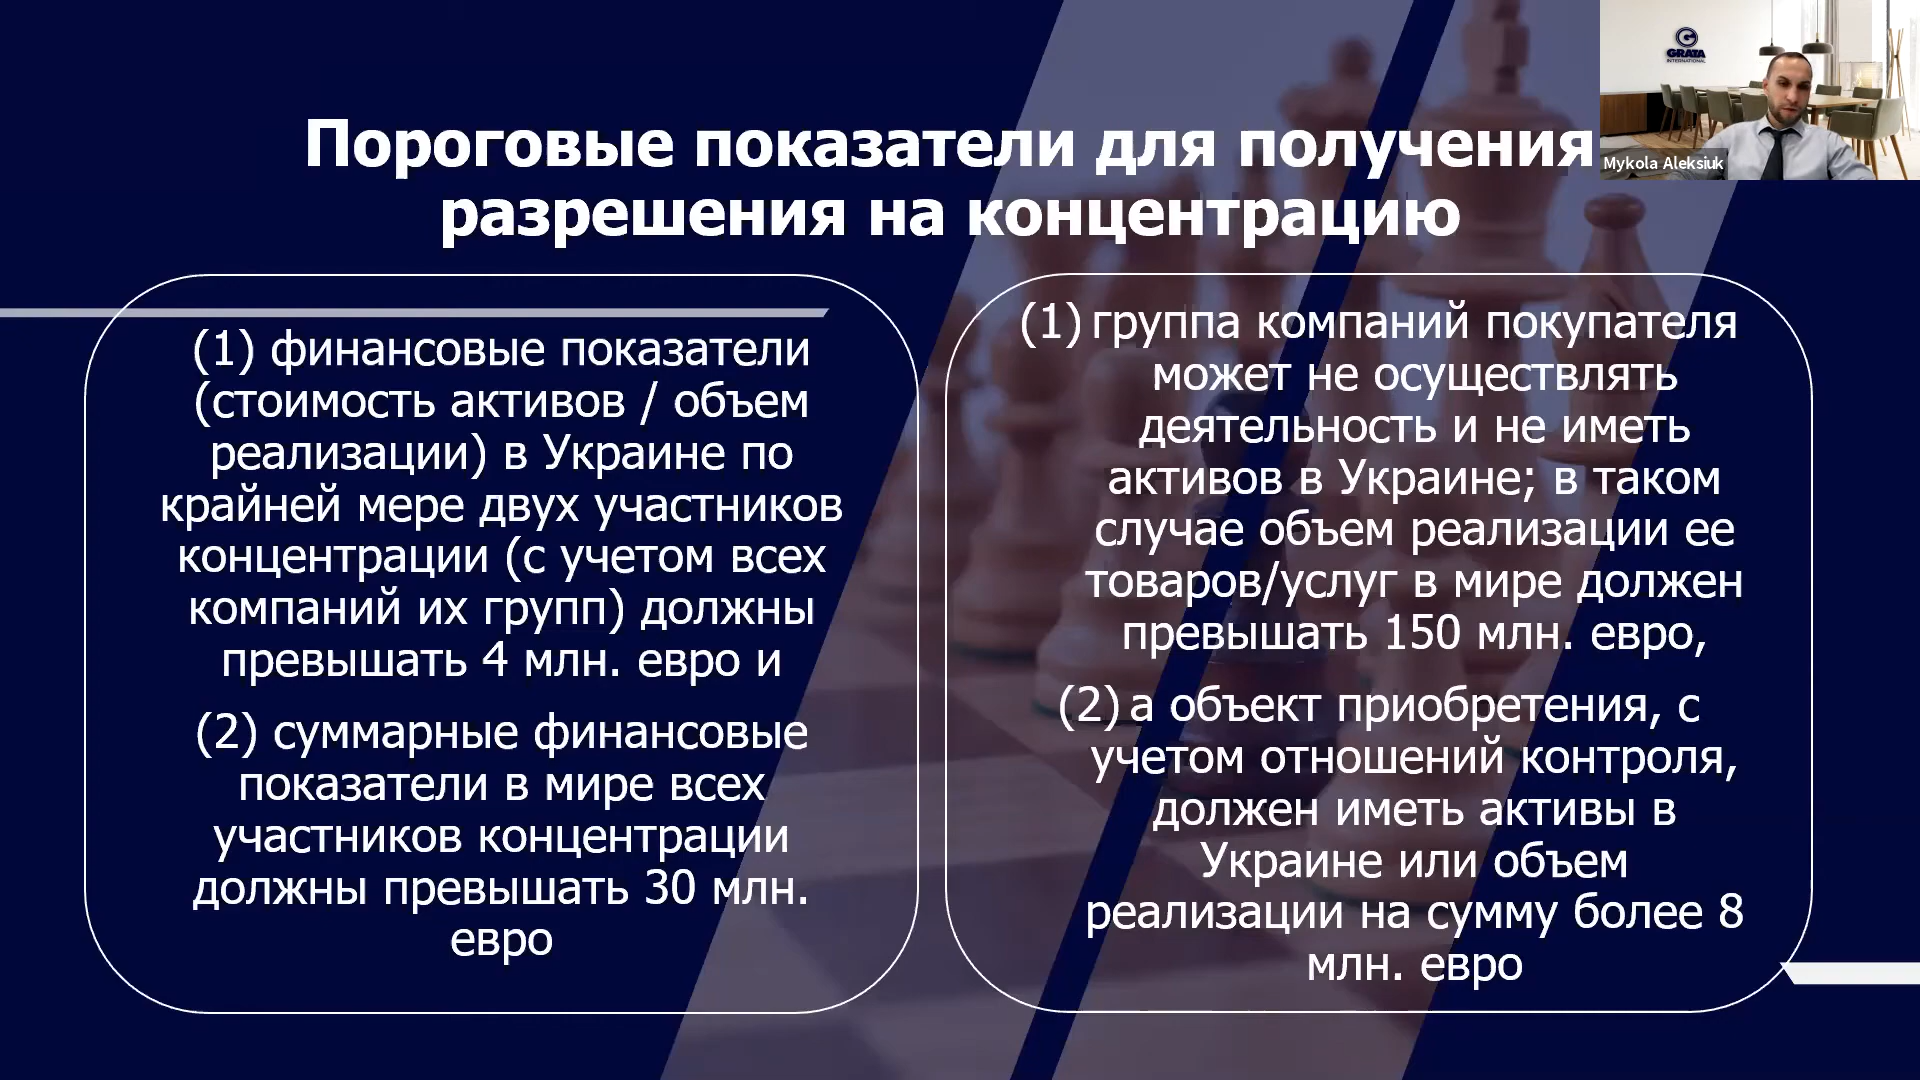 Пороговые показатели для получения
разрешения на концентрацию
G
GRATA
INTERNATIONAL
Mykola Aleksiuk
(1) финансовые показатели
(стоимость активов / объем
реализации) в Украине по
крайней мере двух участников
концентрации (с учетом всех
компаний их групп) должны
превышать 4 млн. евро и
(2) суммарные финансовые
показатели в мире всех
участников концентрации
должны превышать 30 млн.
евро
(1) группа компаний покупателя
может не осуществлять
деятельность и не иметь
активов в Украине; в таком
случае объем реализации ее
товаров/услуг в мире должен
превышать 150 млн. евро,
(2) а объект приобретения, с
учетом отношений контроля,
должен иметь активы в
Украине или объем
реализации на сумму более 8
млн. евро